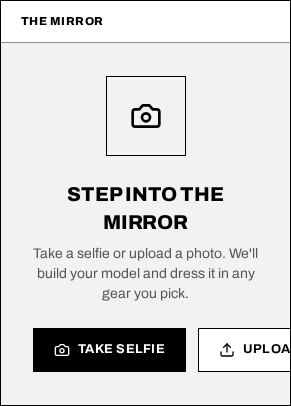 THE MIRROR
STEP INTO THE
MIRROR
Take a selfie or upload a photo. We'll
build your model and dress it in any
gear you pick.
TAKE SELFIE
UPLOA